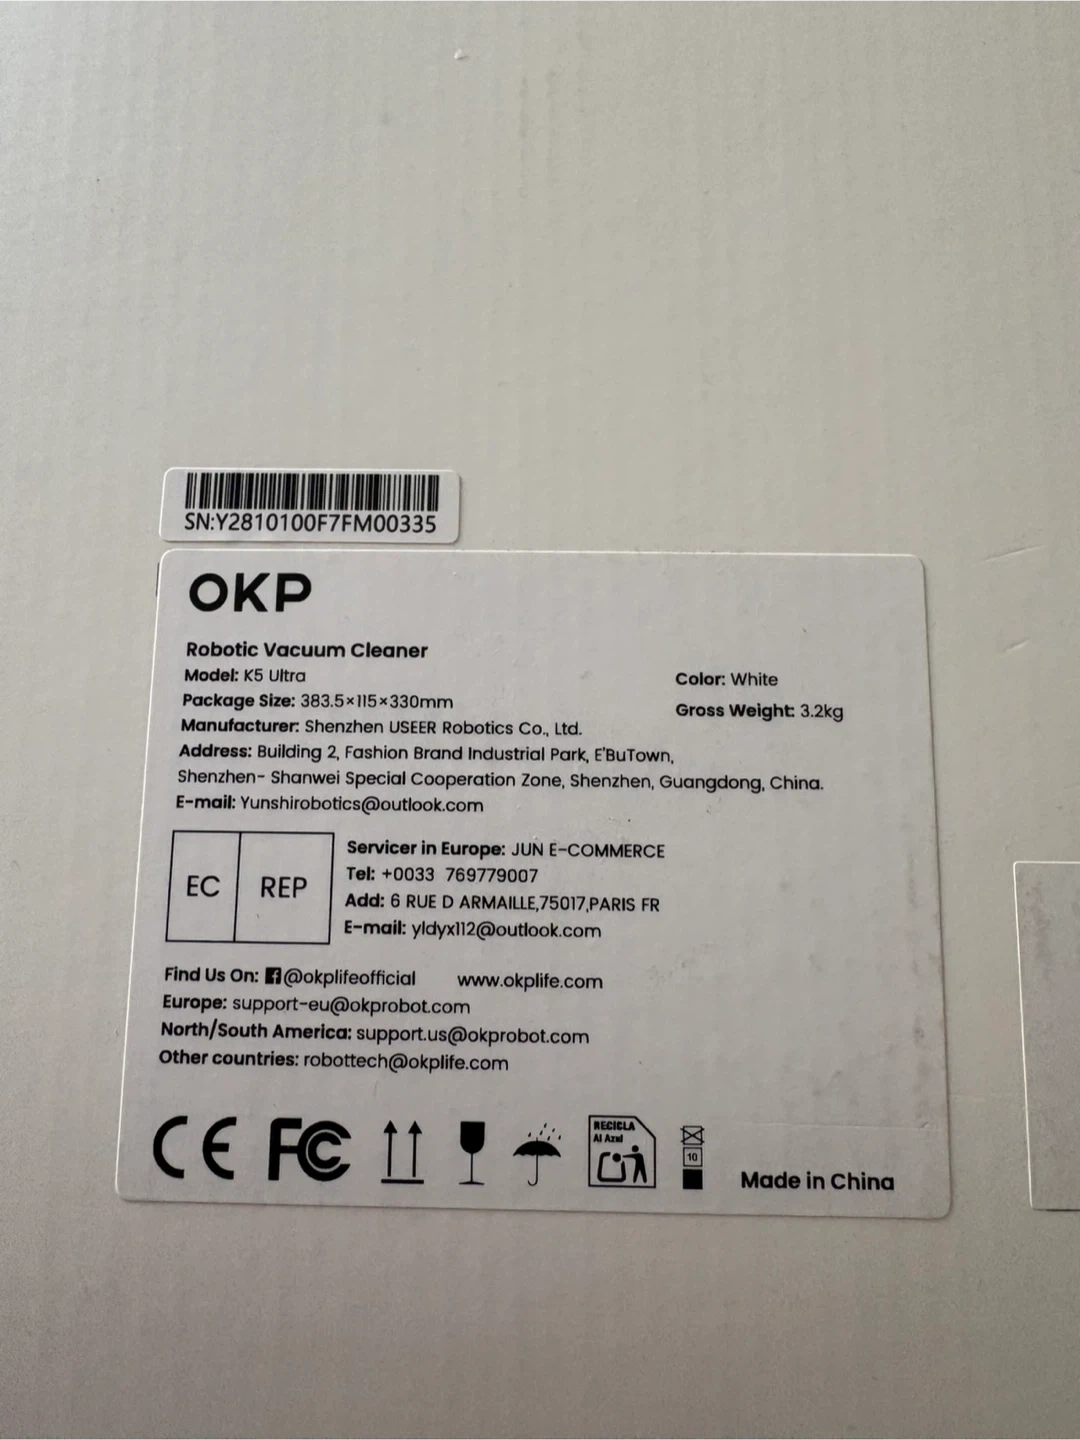 SN:Y2810100F7FM00335
OKP
Robotic Vacuum Cleaner
Model: K5 Ultra
Color: White
Package Size: 383.5×115×330mm
Gross Weight: 3.2kg
Manufacturer: Shenzhen USEER Robotics Co., Ltd.
Address: Building 2, Fashion Brand Industrial Park, E'BuTown,
Shenzhen- Shanwei Special Cooperation Zone, Shenzhen, Guangdong, China.
E-mail: Yunshirobotics@outlook.com
EC REP
Servicer in Europe: JUN E-COMMERCE
Tel: +0033 769779007
Add: 6 RUE D ARMAILLE,75017,PARIS FR
E-mail: yldyx112@outlook.com
Find Us On: @okplifeofficial www.okplife.com
Europe: support-eu@okprobot.com
North/South America: support.us@okprobot.com
Other countries: robottech@okplife.com
CE FC
RECICLA
Al Azul
10
Made in China